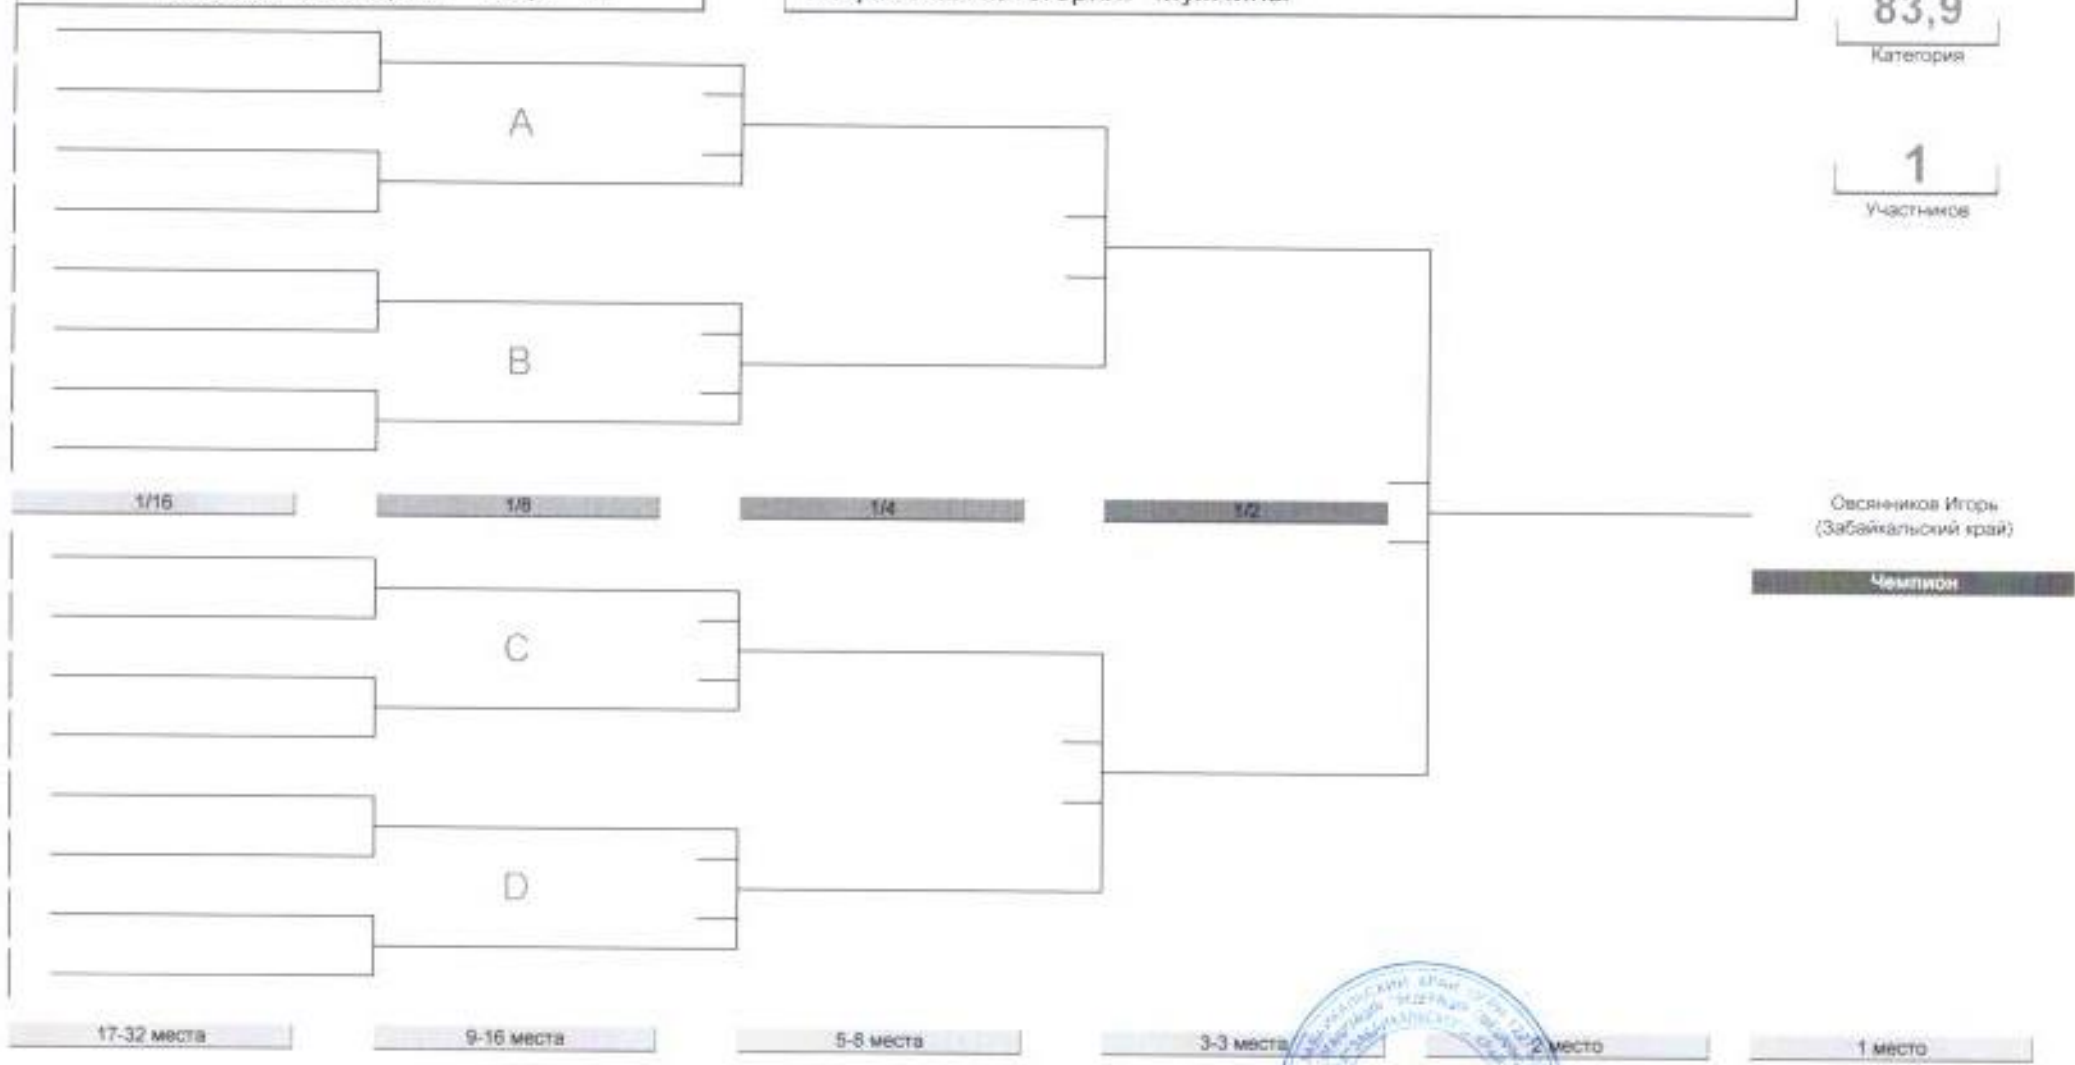 83,9
Категория
A
1
Участников
B
1/16
1/8
1/4
1/2
Овсянников Игорь
(Забайкальский край)
Чемпион
C
D
17-32 места
9-16 места
5-8 места
3-3 места
2 место
1 место